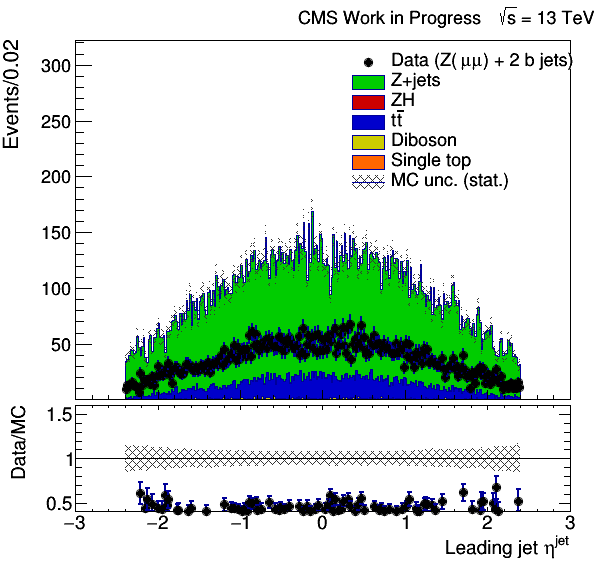 CMS Work in Progress √s = 13 TeV
Events/0.02
300
250
200
150
100
50
Data (Z(μμ) + 2 b jets)
Z+jets
ZH
tt̅
Diboson
Single top
MC unc. (stat.)
Data/MC
1.5
1
0.5
−3 −2 −1 0 1 2 3
Leading jet η^jet